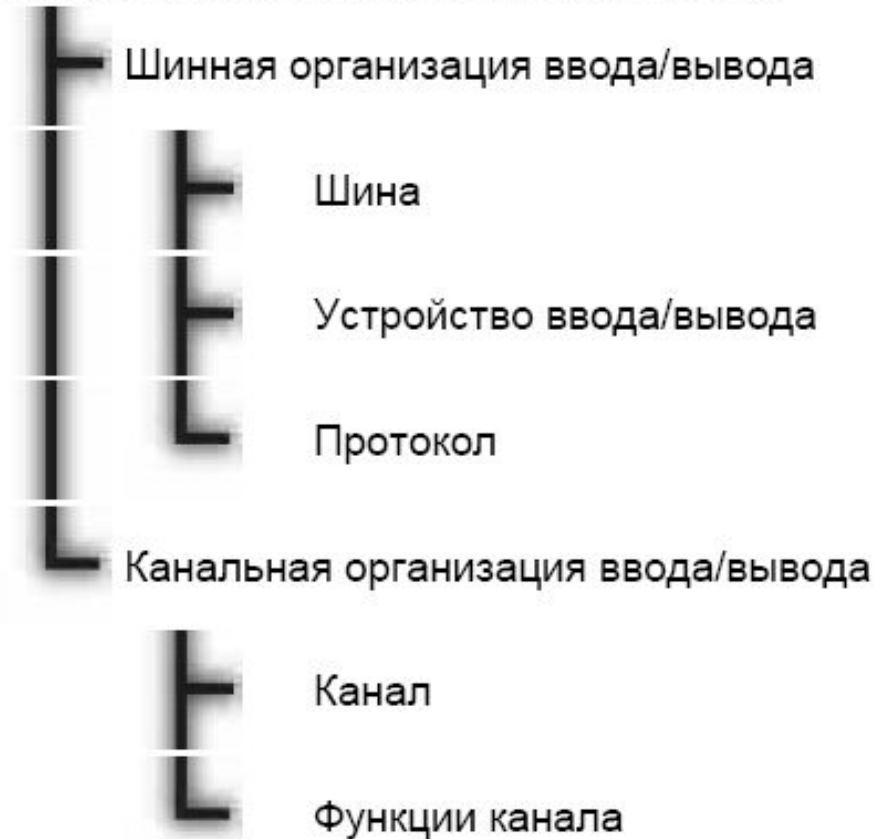 Шинная организация ввода/вывода
Шина
Устройство ввода/вывода
Протокол
Канальная организация ввода/вывода
Канал
Функции канала